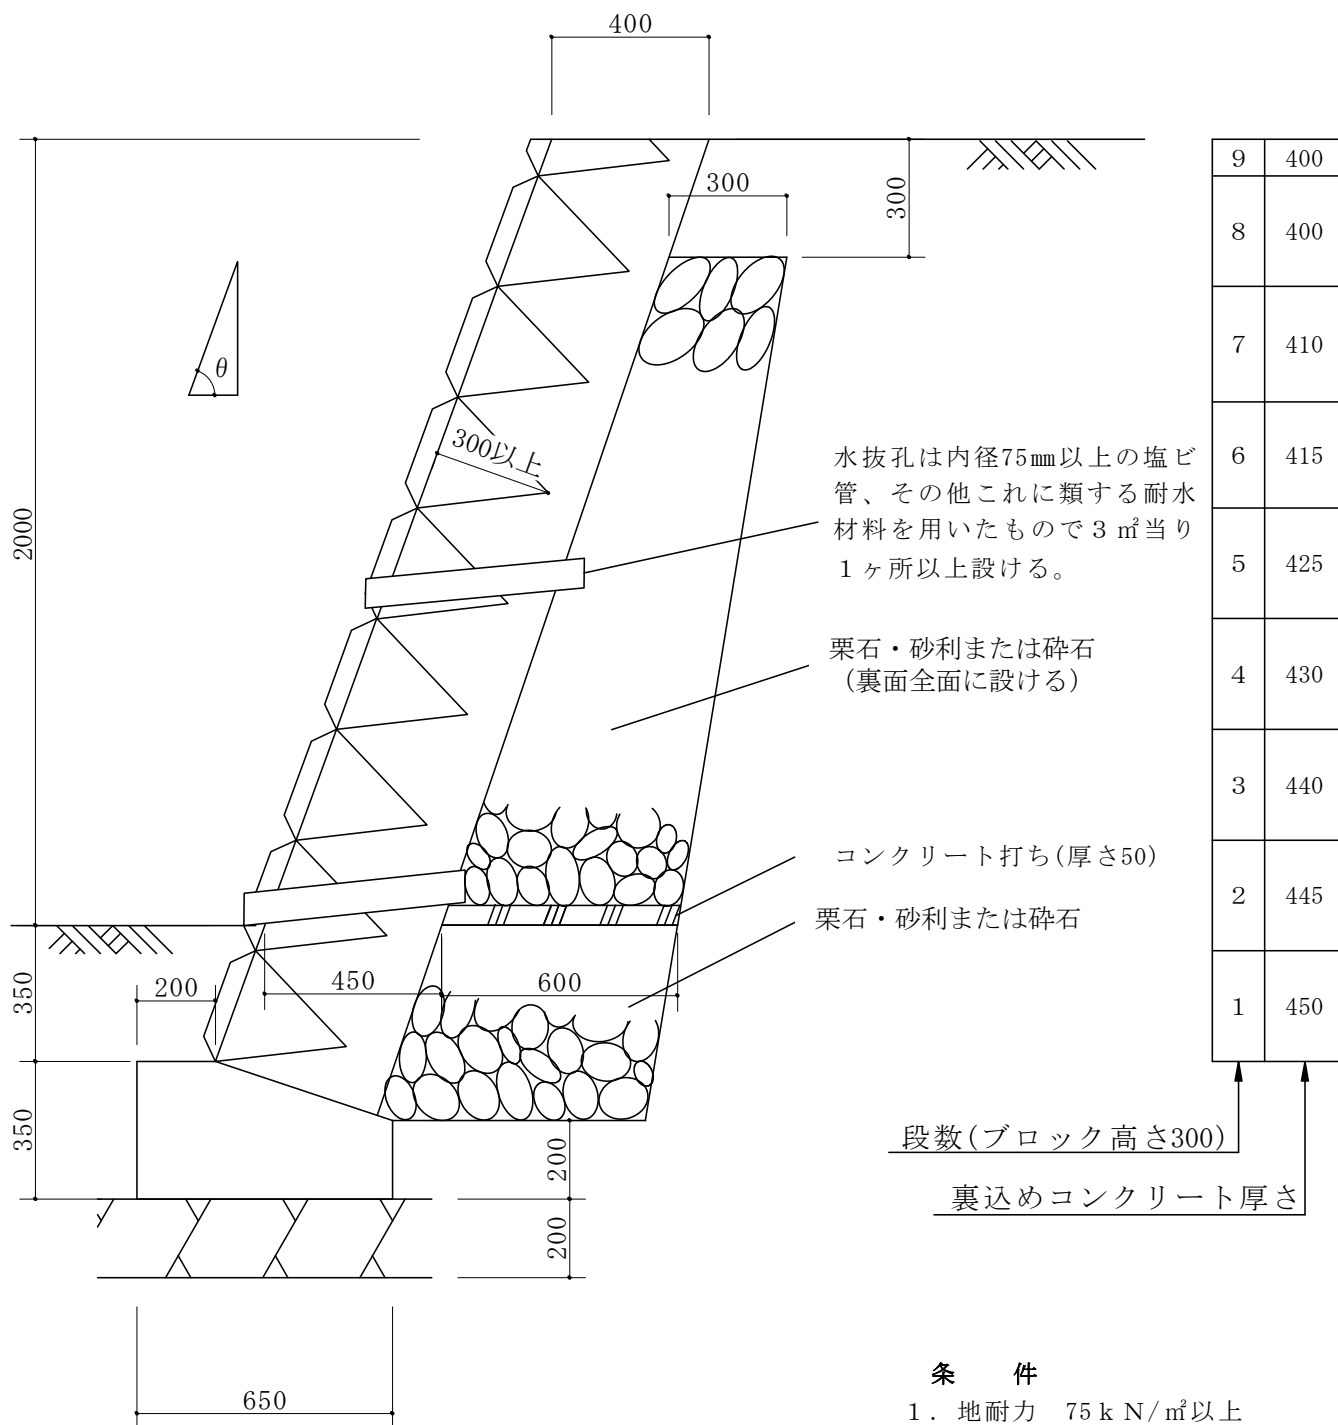 400
9 400
300
300
8 400
θ
7 410
300以上
水抜孔は内径75㎜以上の塩ビ
管、その他これに類する耐水
材料を用いたもので３㎡当り
１ヶ所以上設ける。
6 415
2000
5 425
栗石・砂利または砕石
（裏面全面に設ける）
4 430
3 440
コンクリート打ち(厚さ50)
栗石・砂利または砕石
2 445
350
200
450
600
1 450
350
200
段数(ブロック高さ300)
裏込めコンクリート厚さ
200
650
条　件
１．地耐力　75ｋＮ/㎡以上